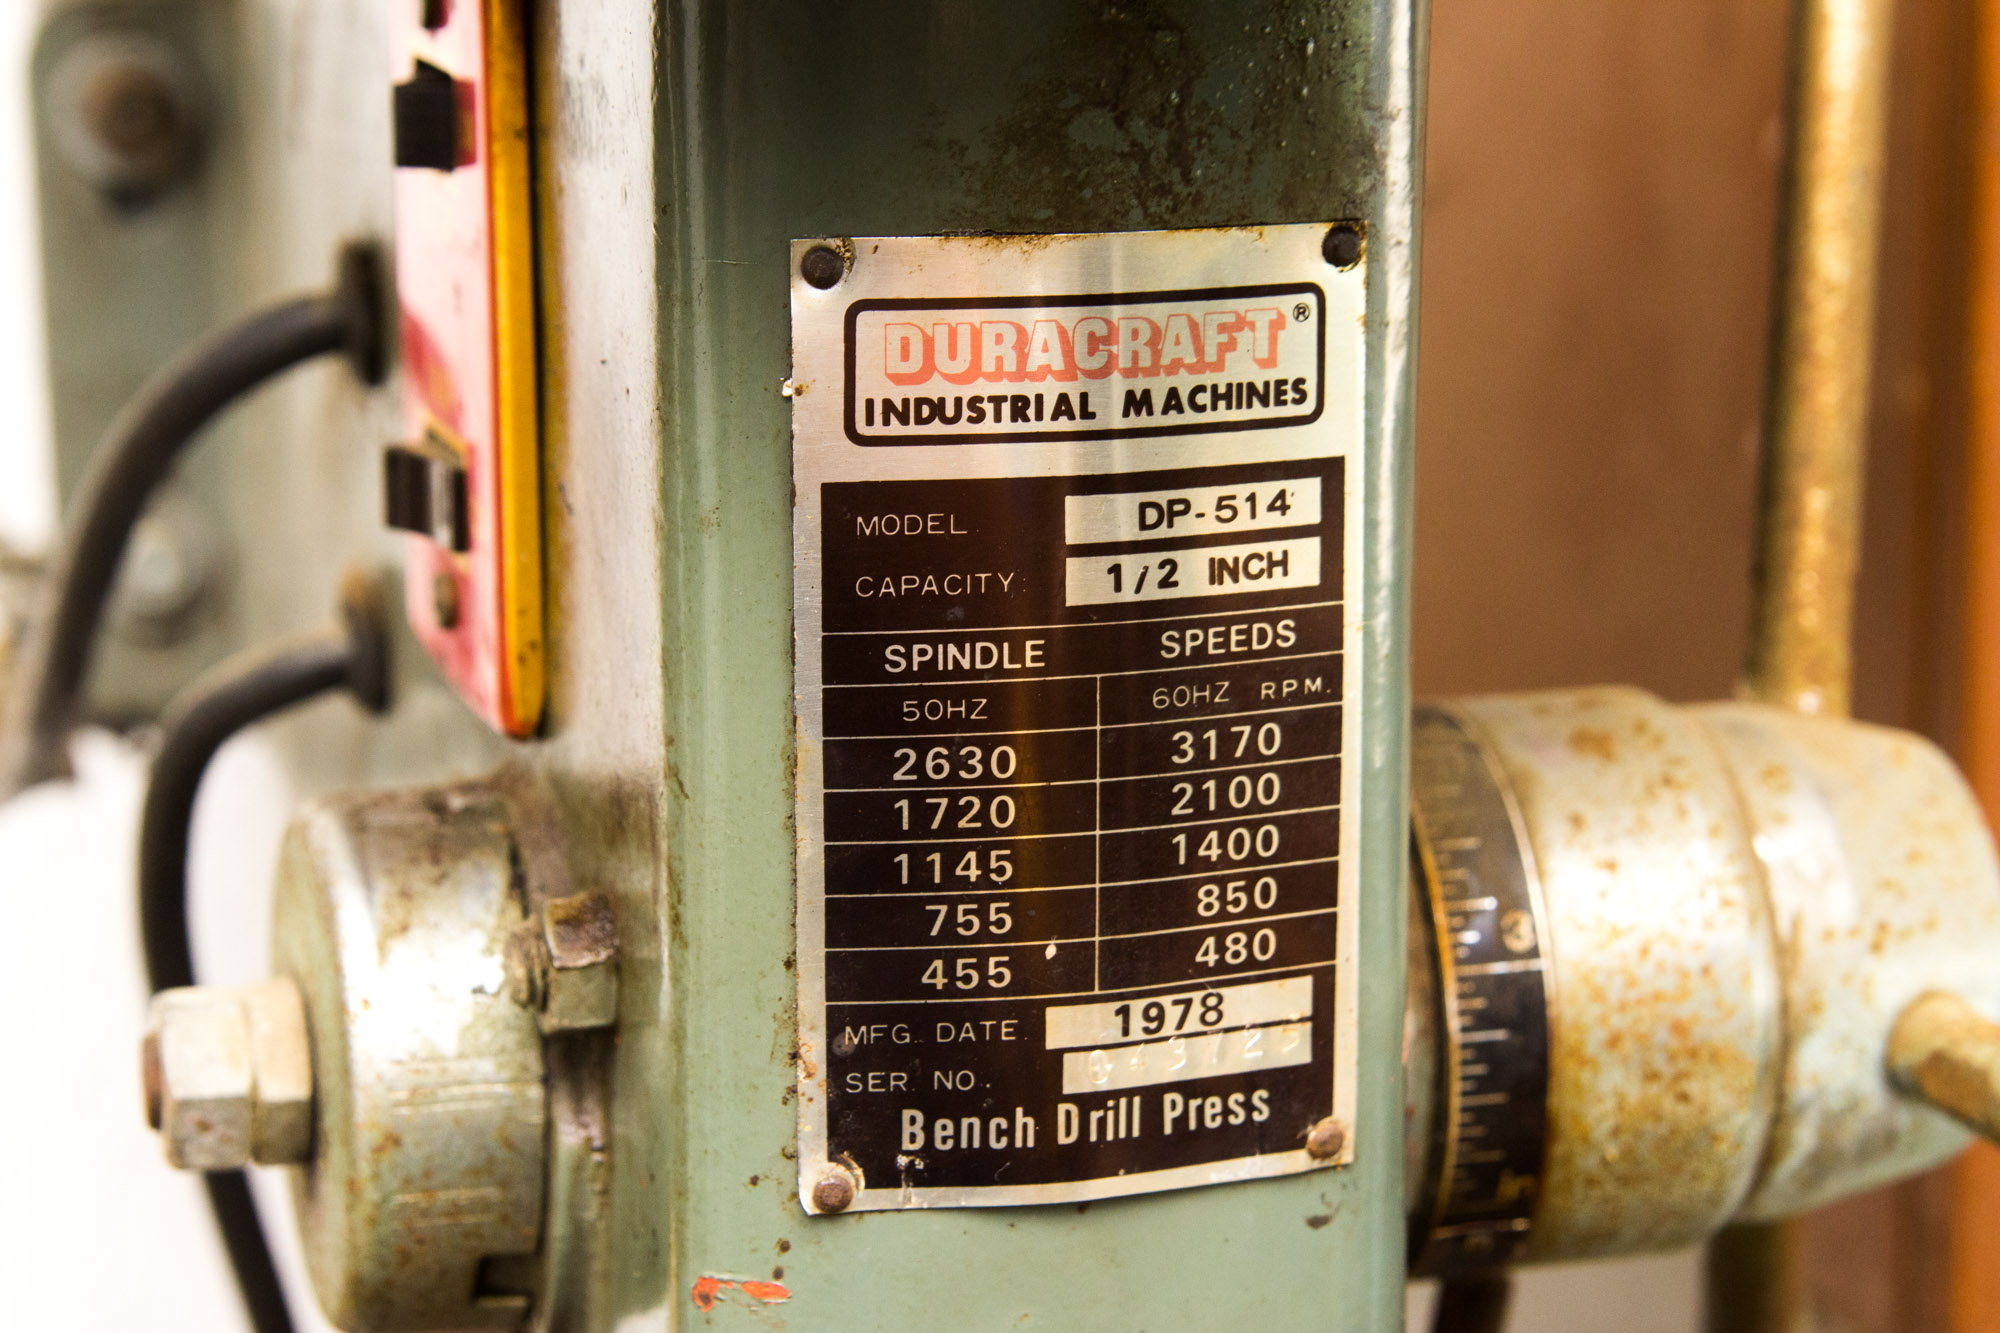 DURACRAFT®
INDUSTRIAL MACHINES
MODEL DP-514
CAPACITY: 1/2 INCH
SPINDLE SPEEDS
50HZ 60HZ RPM.
2630 3170
1720 2100
1145 1400
755 850
455 480
MFG. DATE 1978
SER. NO.
Bench Drill Press
3